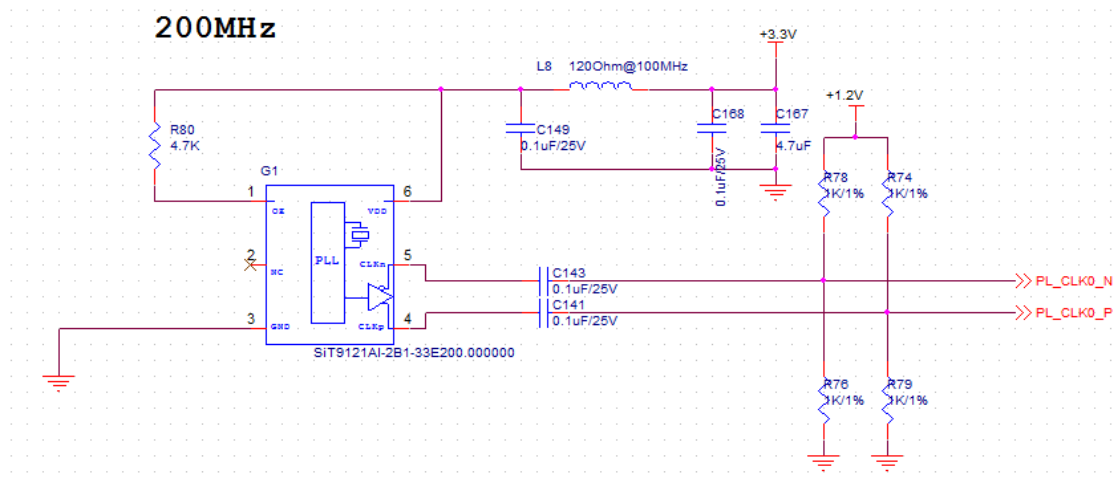 200MHz
+3.3V
L8 120Ohm@100MHz
+1.2V
R80
4.7K
C149
0.1uF/25V
C168
0.1uF/25V
C167
4.7uF
R78
1K/1%
R74
1K/1%
G1
1
OE
6
VDD
2
NC
PLL
5
CLKn
3
GND
4
CLKp
C143
0.1uF/25V
C141
0.1uF/25V
PL_CLK0_N
PL_CLK0_P
SiT9121AI-2B1-33E200.000000
R76
1K/1%
R79
1K/1%